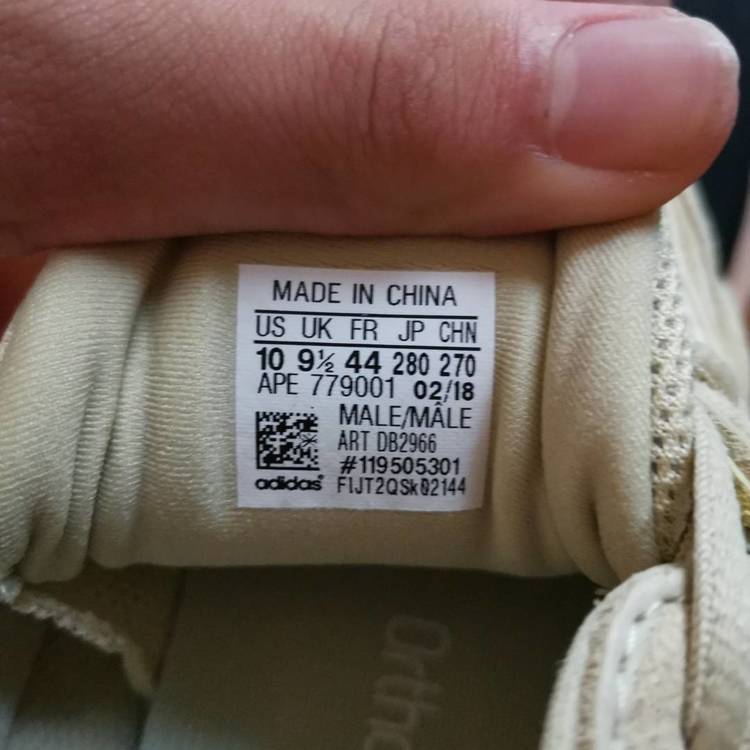 MADE IN CHINA
US UK FR JP CHN
10 9½ 44 280 270
APE 779001 02/18
MALE/MÂLE
ART DB2966
#119505301
adidas® FIJT2QSk02144
Ortho